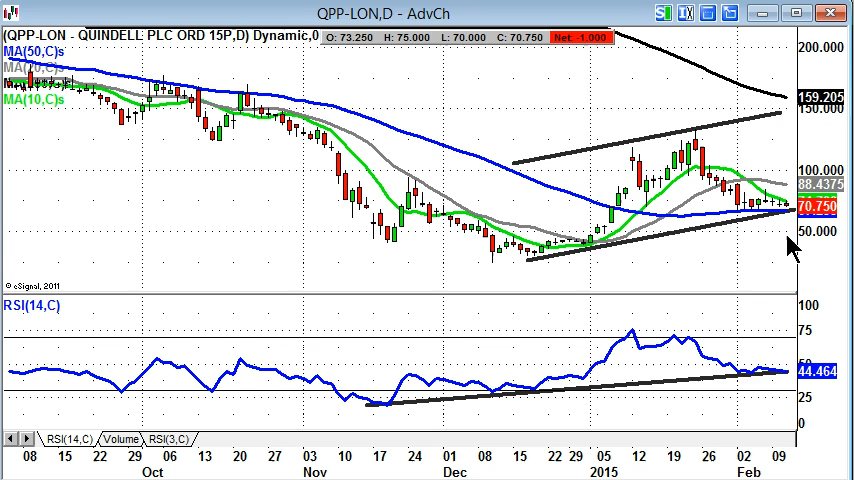 QPP-LON,D - AdvCh
(QPP-LON - QUINDELL PLC ORD 15P,D) Dynamic,0
O: 73.250 H: 75.000 L: 70.000 C: 70.750 Net: -1.000
MA(50,C)s
MA(10,C)s
200.000
159.205
150.000
100.000
88.4375
70.750
50.000
© eSignal, 2011
RSI(14,C)
100
75
50
44.464
25
0
RSI(14,C) Volume RSI(3,C)
08 15 22 29 06 13 20 27 03 10 17 24 01 08 15 22 29 05 12 19 26 02 09
Oct Nov Dec 2015 Feb